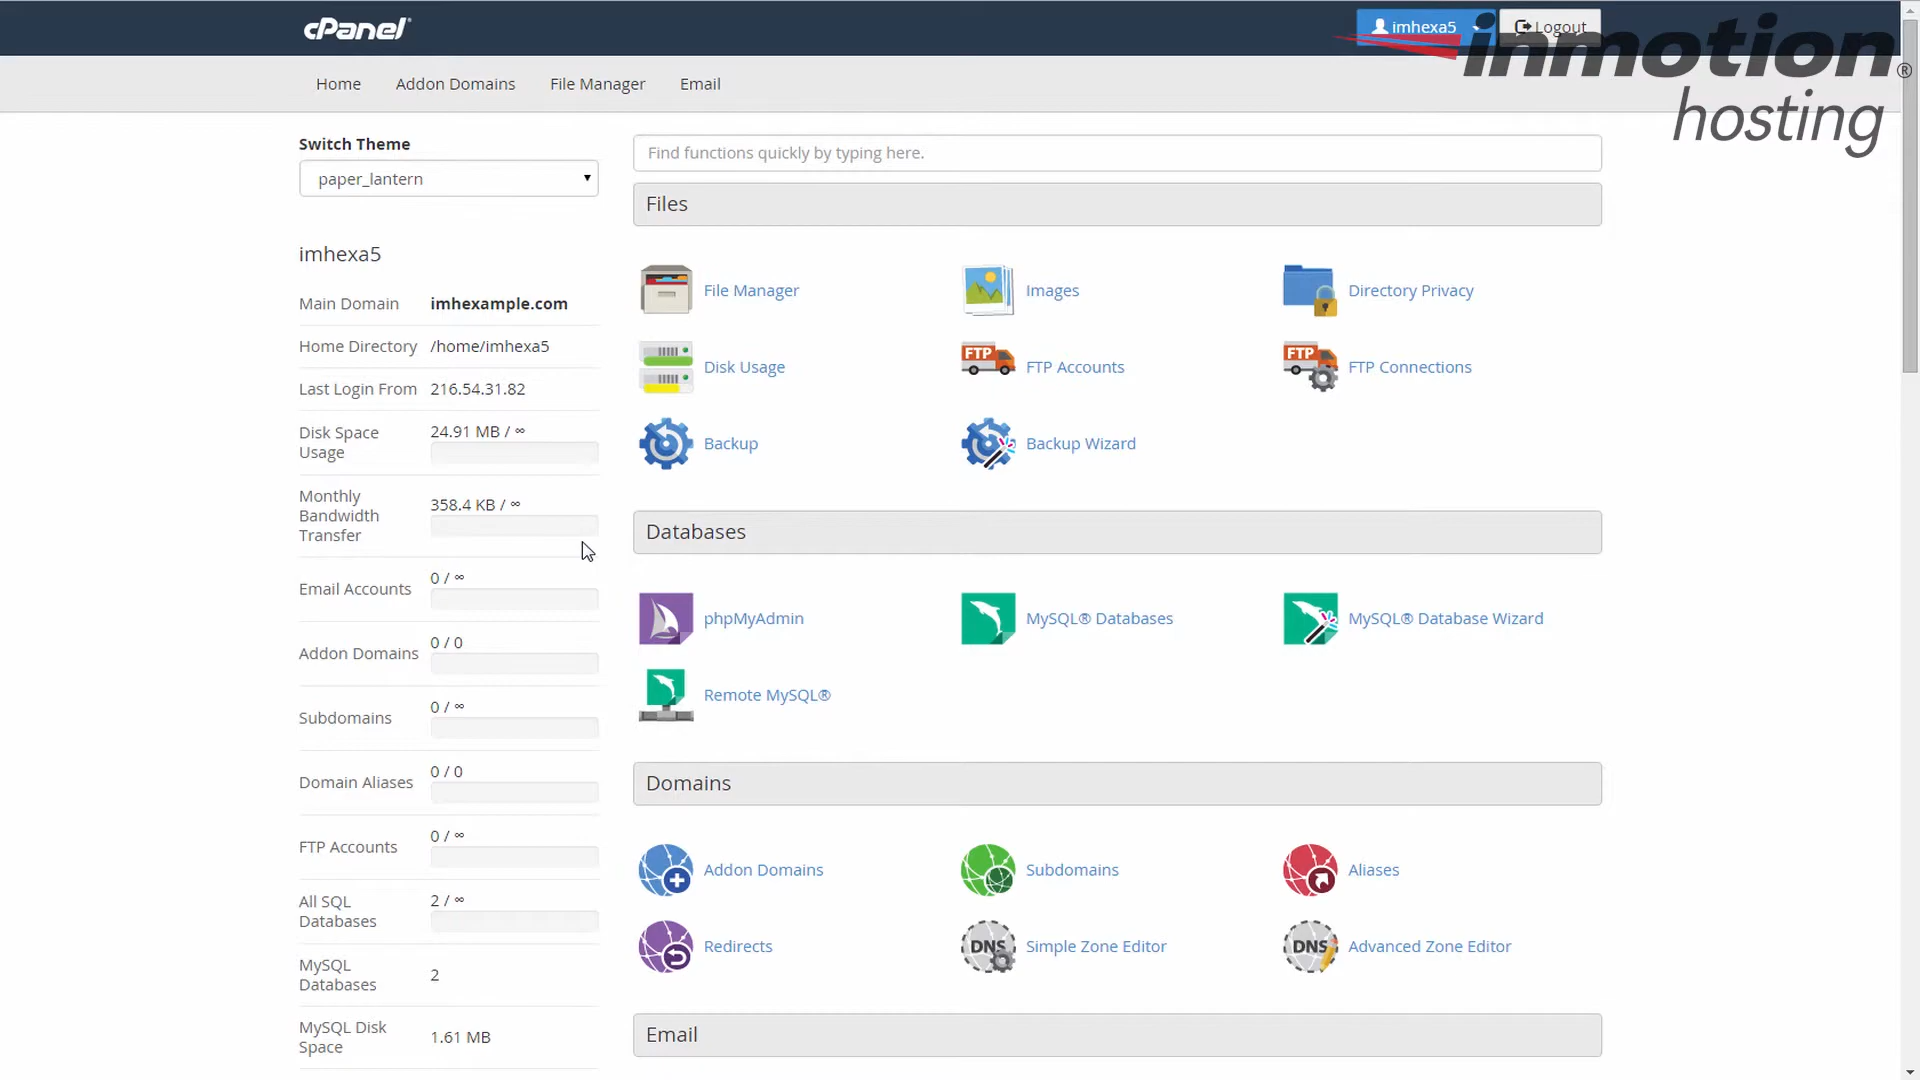 cPanel®
imhexa5
Logout
inmotion®
hosting
Home
Addon Domains
File Manager
Email
Switch Theme
paper_lantern
imhexa5
Main Domain imhexample.com
Home Directory /home/imhexa5
Last Login From 216.54.31.82
Disk Space
Usage
24.91 MB / ∞
Monthly
Bandwidth
Transfer
358.4 KB / ∞
Email Accounts
0 / ∞
Addon Domains
0 / 0
Subdomains
0 / ∞
Domain Aliases
0 / 0
FTP Accounts
0 / ∞
All SQL
Databases
2 / ∞
MySQL
Databases
2
MySQL Disk
Space
1.61 MB
Find functions quickly by typing here.
Files
File Manager
Images
Directory Privacy
Disk Usage
FTP
FTP Accounts
FTP
FTP Connections
Backup
Backup Wizard
Databases
phpMyAdmin
MySQL® Databases
MySQL® Database Wizard
Remote MySQL®
Domains
Addon Domains
Subdomains
Aliases
Redirects
DNS
Simple Zone Editor
DNS
Advanced Zone Editor
Email